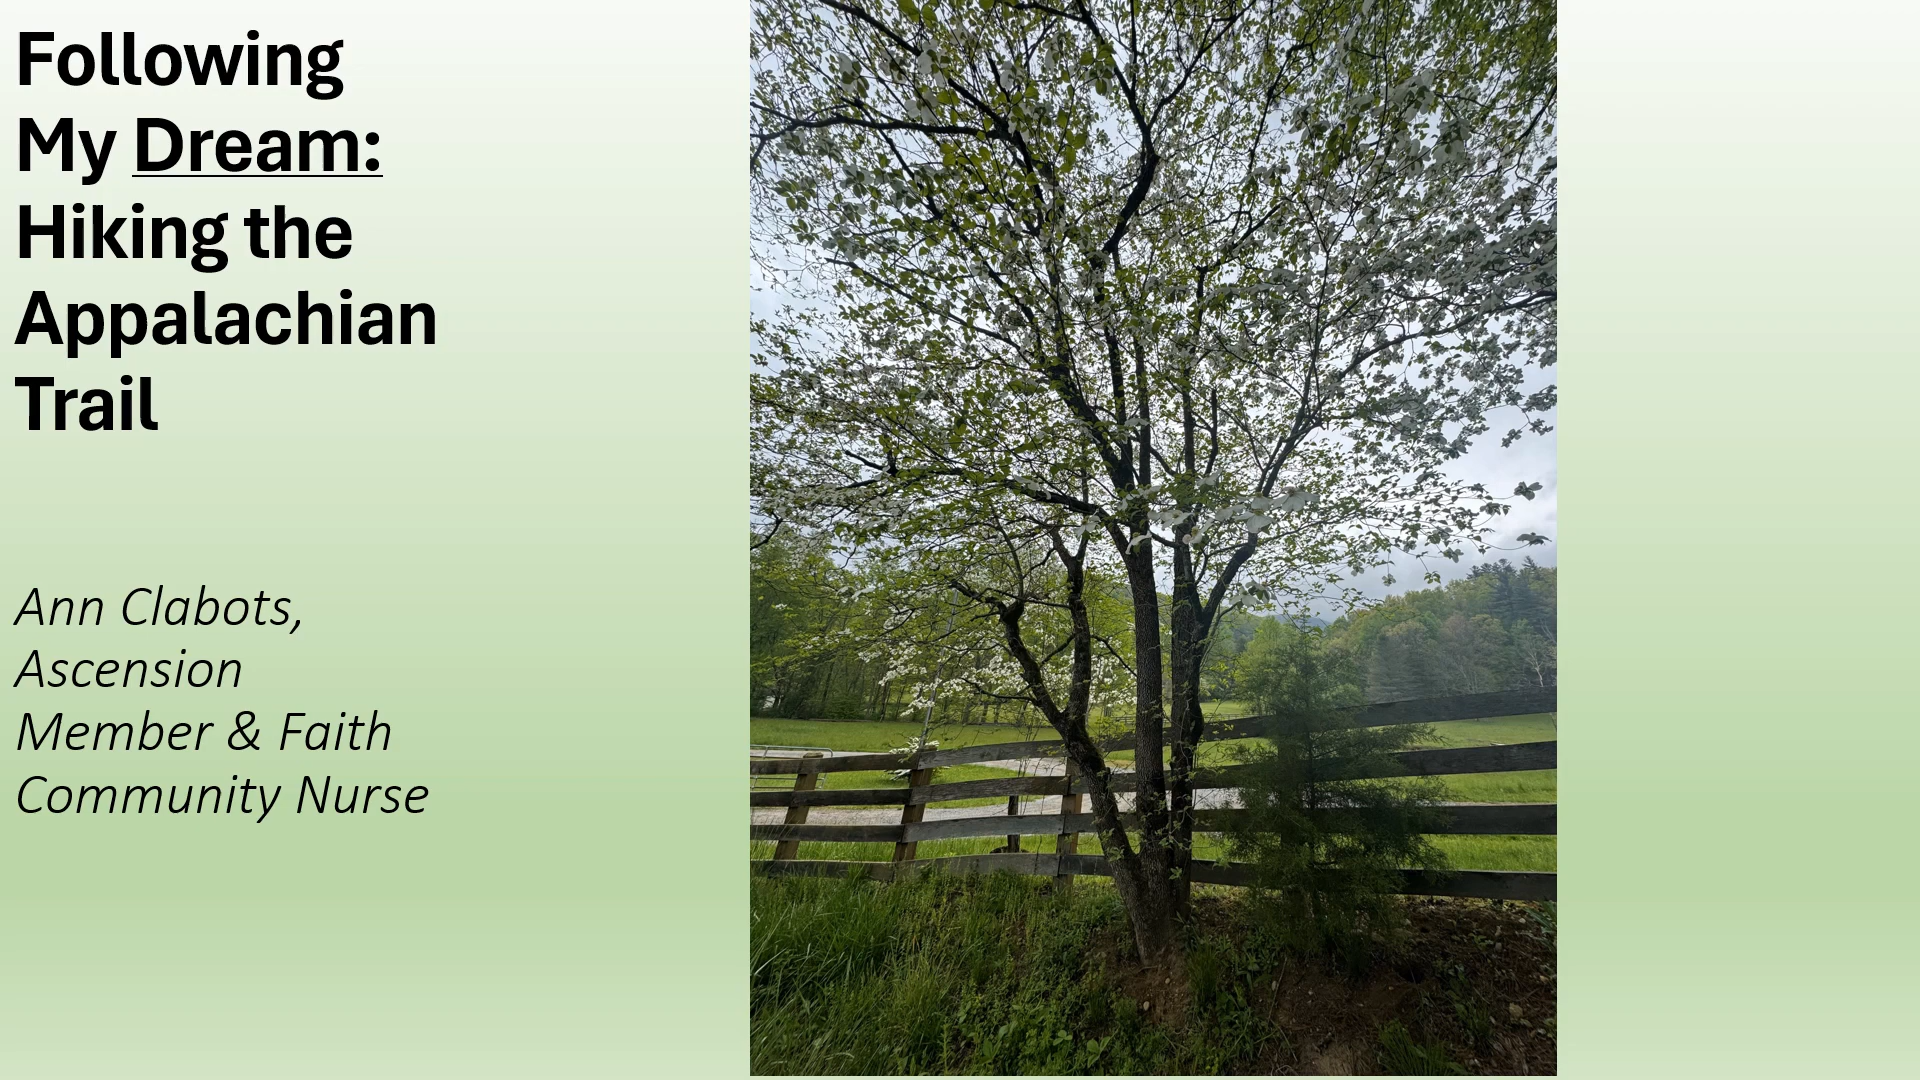 Following
My Dream:
Hiking the
Appalachian
Trail
Ann Clabots,
Ascension
Member & Faith
Community Nurse